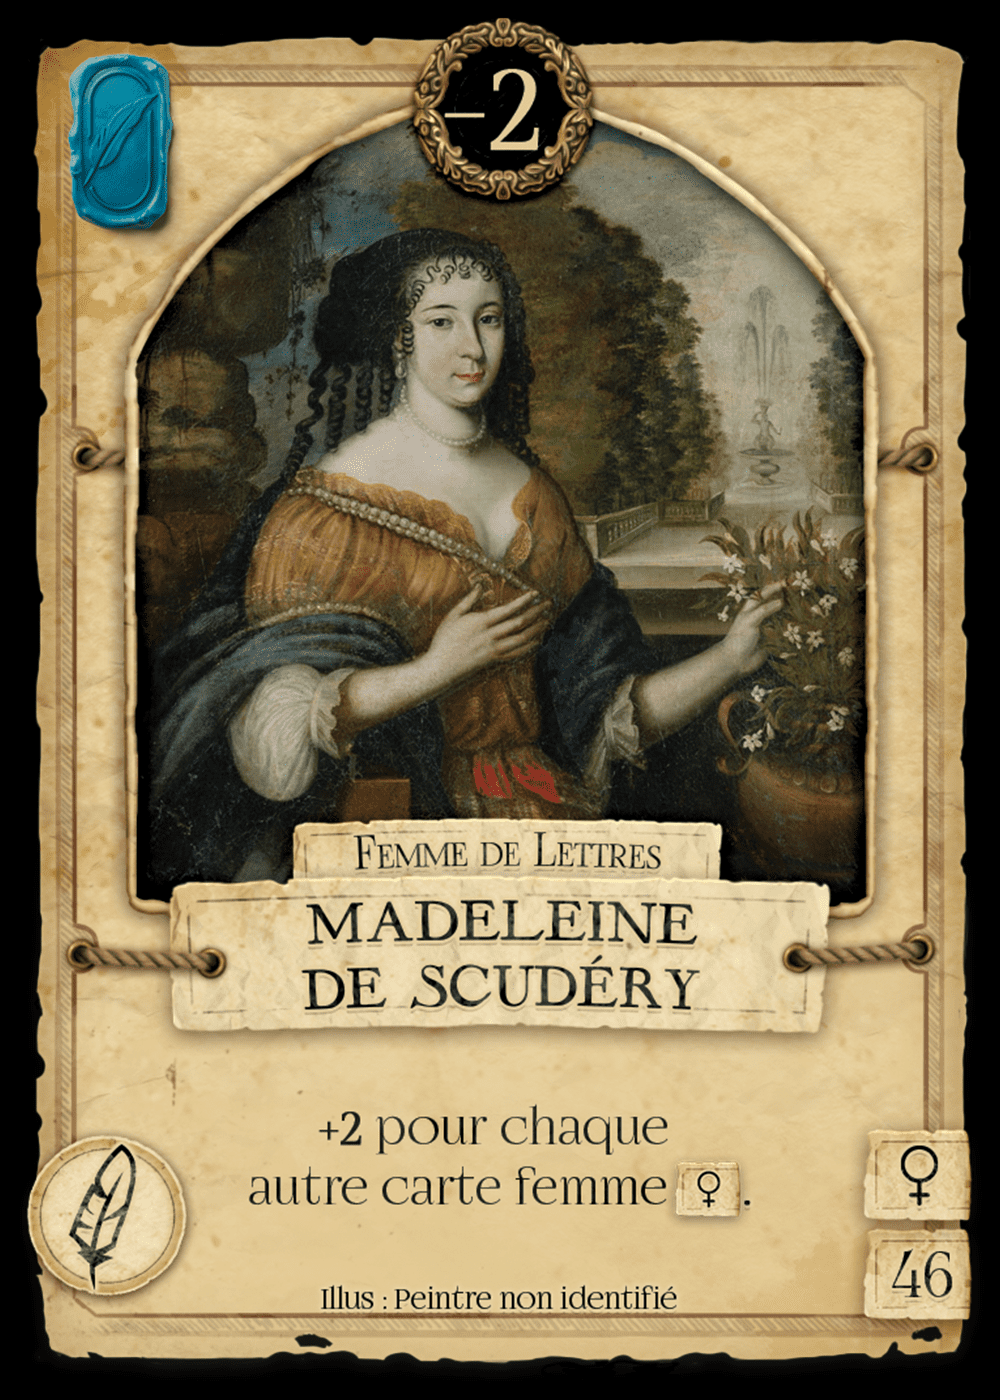 -2
Femme de Lettres
MADELEINE
DE SCUDÉRY
+2 pour chaque
autre carte femme ♀.
♀
46
Illus : Peintre non identifié